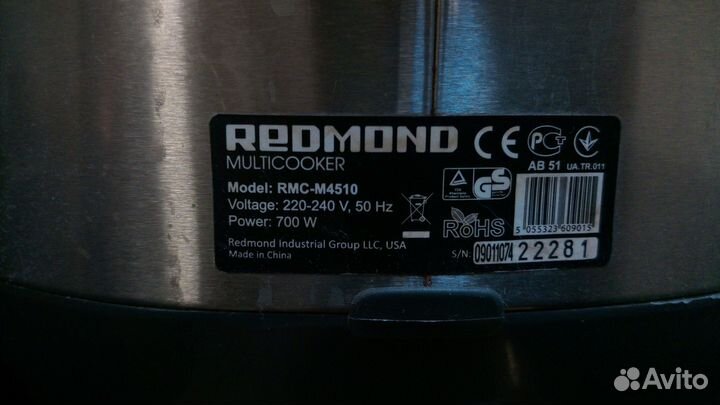 REDMOND CE PCT
MULTICOOKER
AB 51 UA.TR.011
Model: RMC-M4510
Voltage: 220-240 V, 50 Hz
Power: 700 W
GS
RoHS
5 055323 609015
Redmond Industrial Group LLC, USA
Made in China
S/N: 09011074 22281
Avito